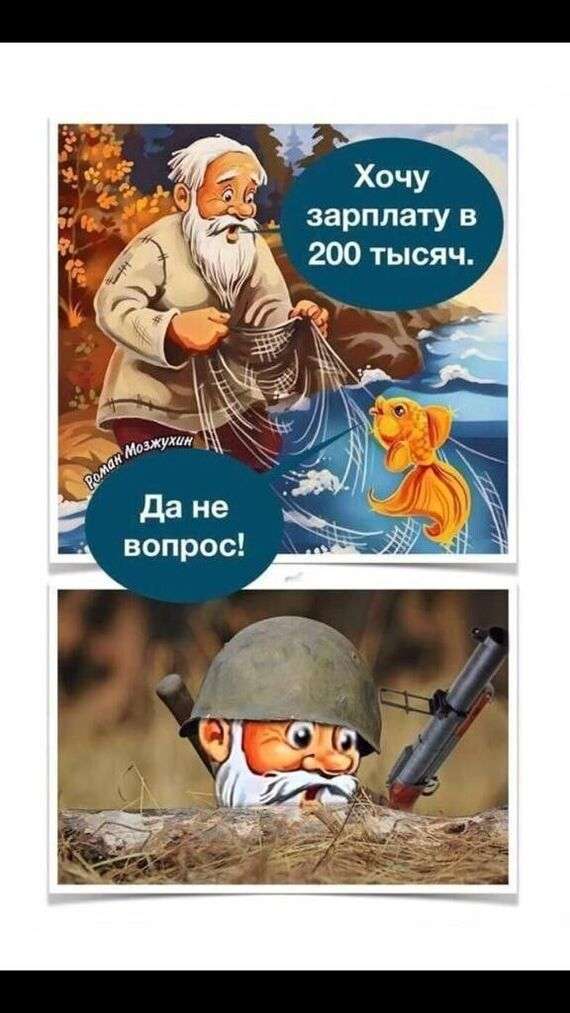 Хочу
зарплату в
200 тысяч.
Роман Мозжухин
Да не
вопрос!